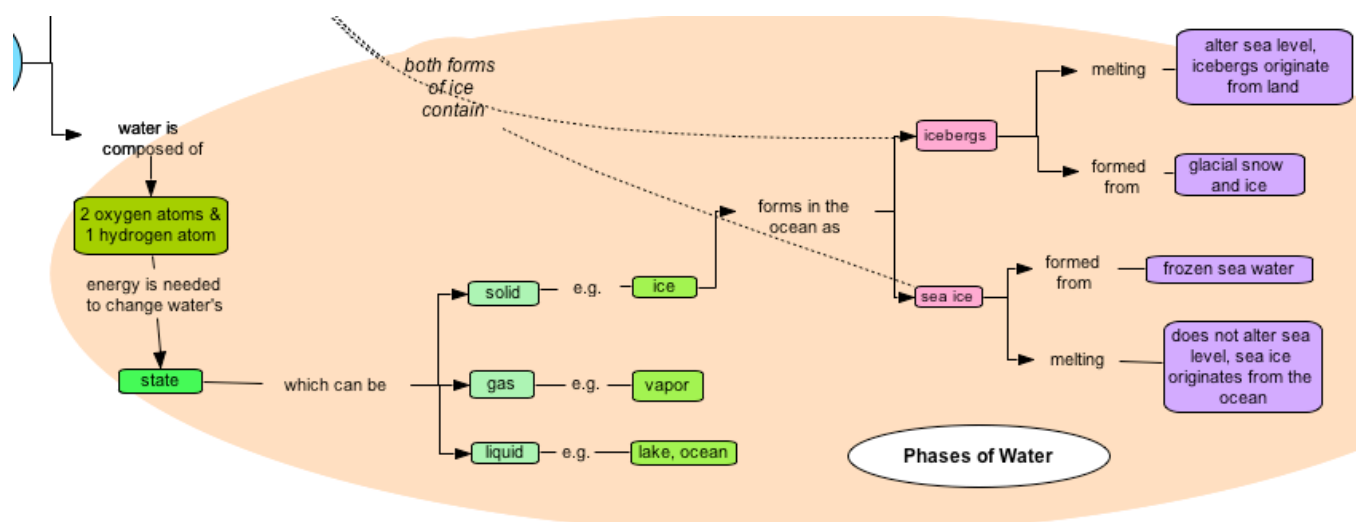 both forms
of ice
contain
alter sea level,
icebergs originate
from land
melting
water is
composed of
icebergs
formed
from
glacial snow
and ice
2 oxygen atoms &
1 hydrogen atom
forms in the
ocean as
energy is needed
to change water's
solid
e.g.
ice
formed
from
frozen sea water
sea ice
melting
does not alter sea
level, sea ice
originates from the
ocean
state
which can be
gas
e.g.
vapor
liquid
e.g.
lake, ocean
Phases of Water